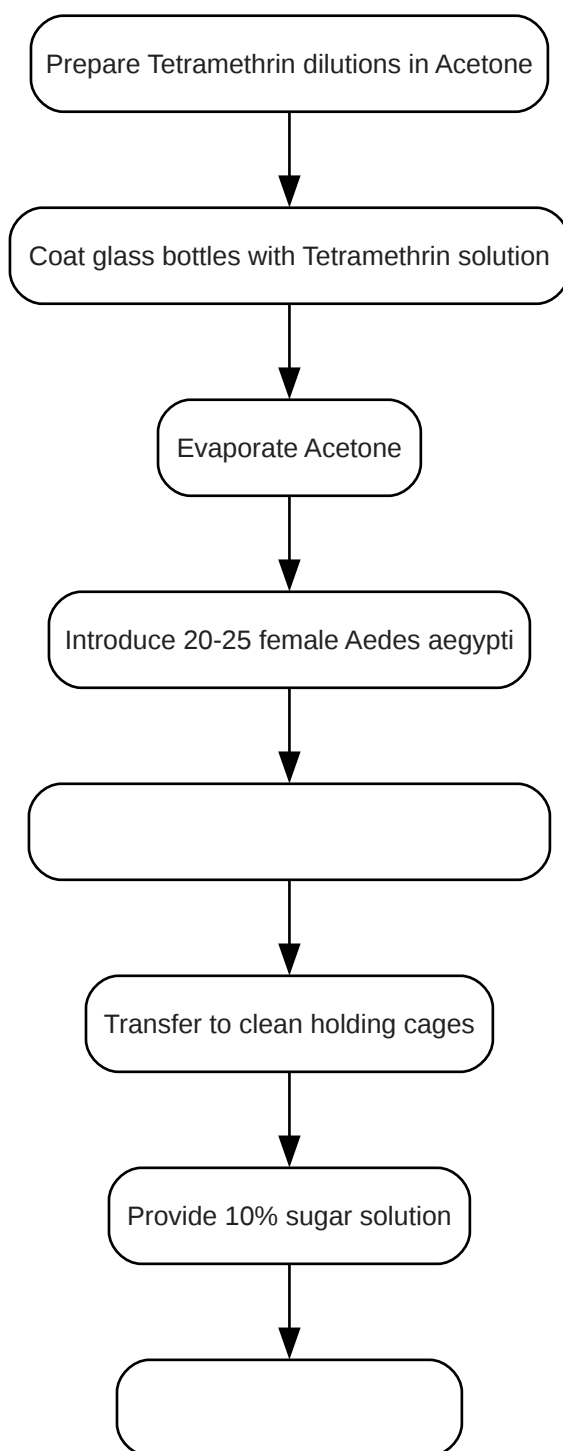 Prepare Tetramethrin dilutions in Acetone
Coat glass bottles with Tetramethrin solution
Evaporate Acetone
Introduce 20-25 female Aedes aegypti
Transfer to clean holding cages
Provide 10% sugar solution